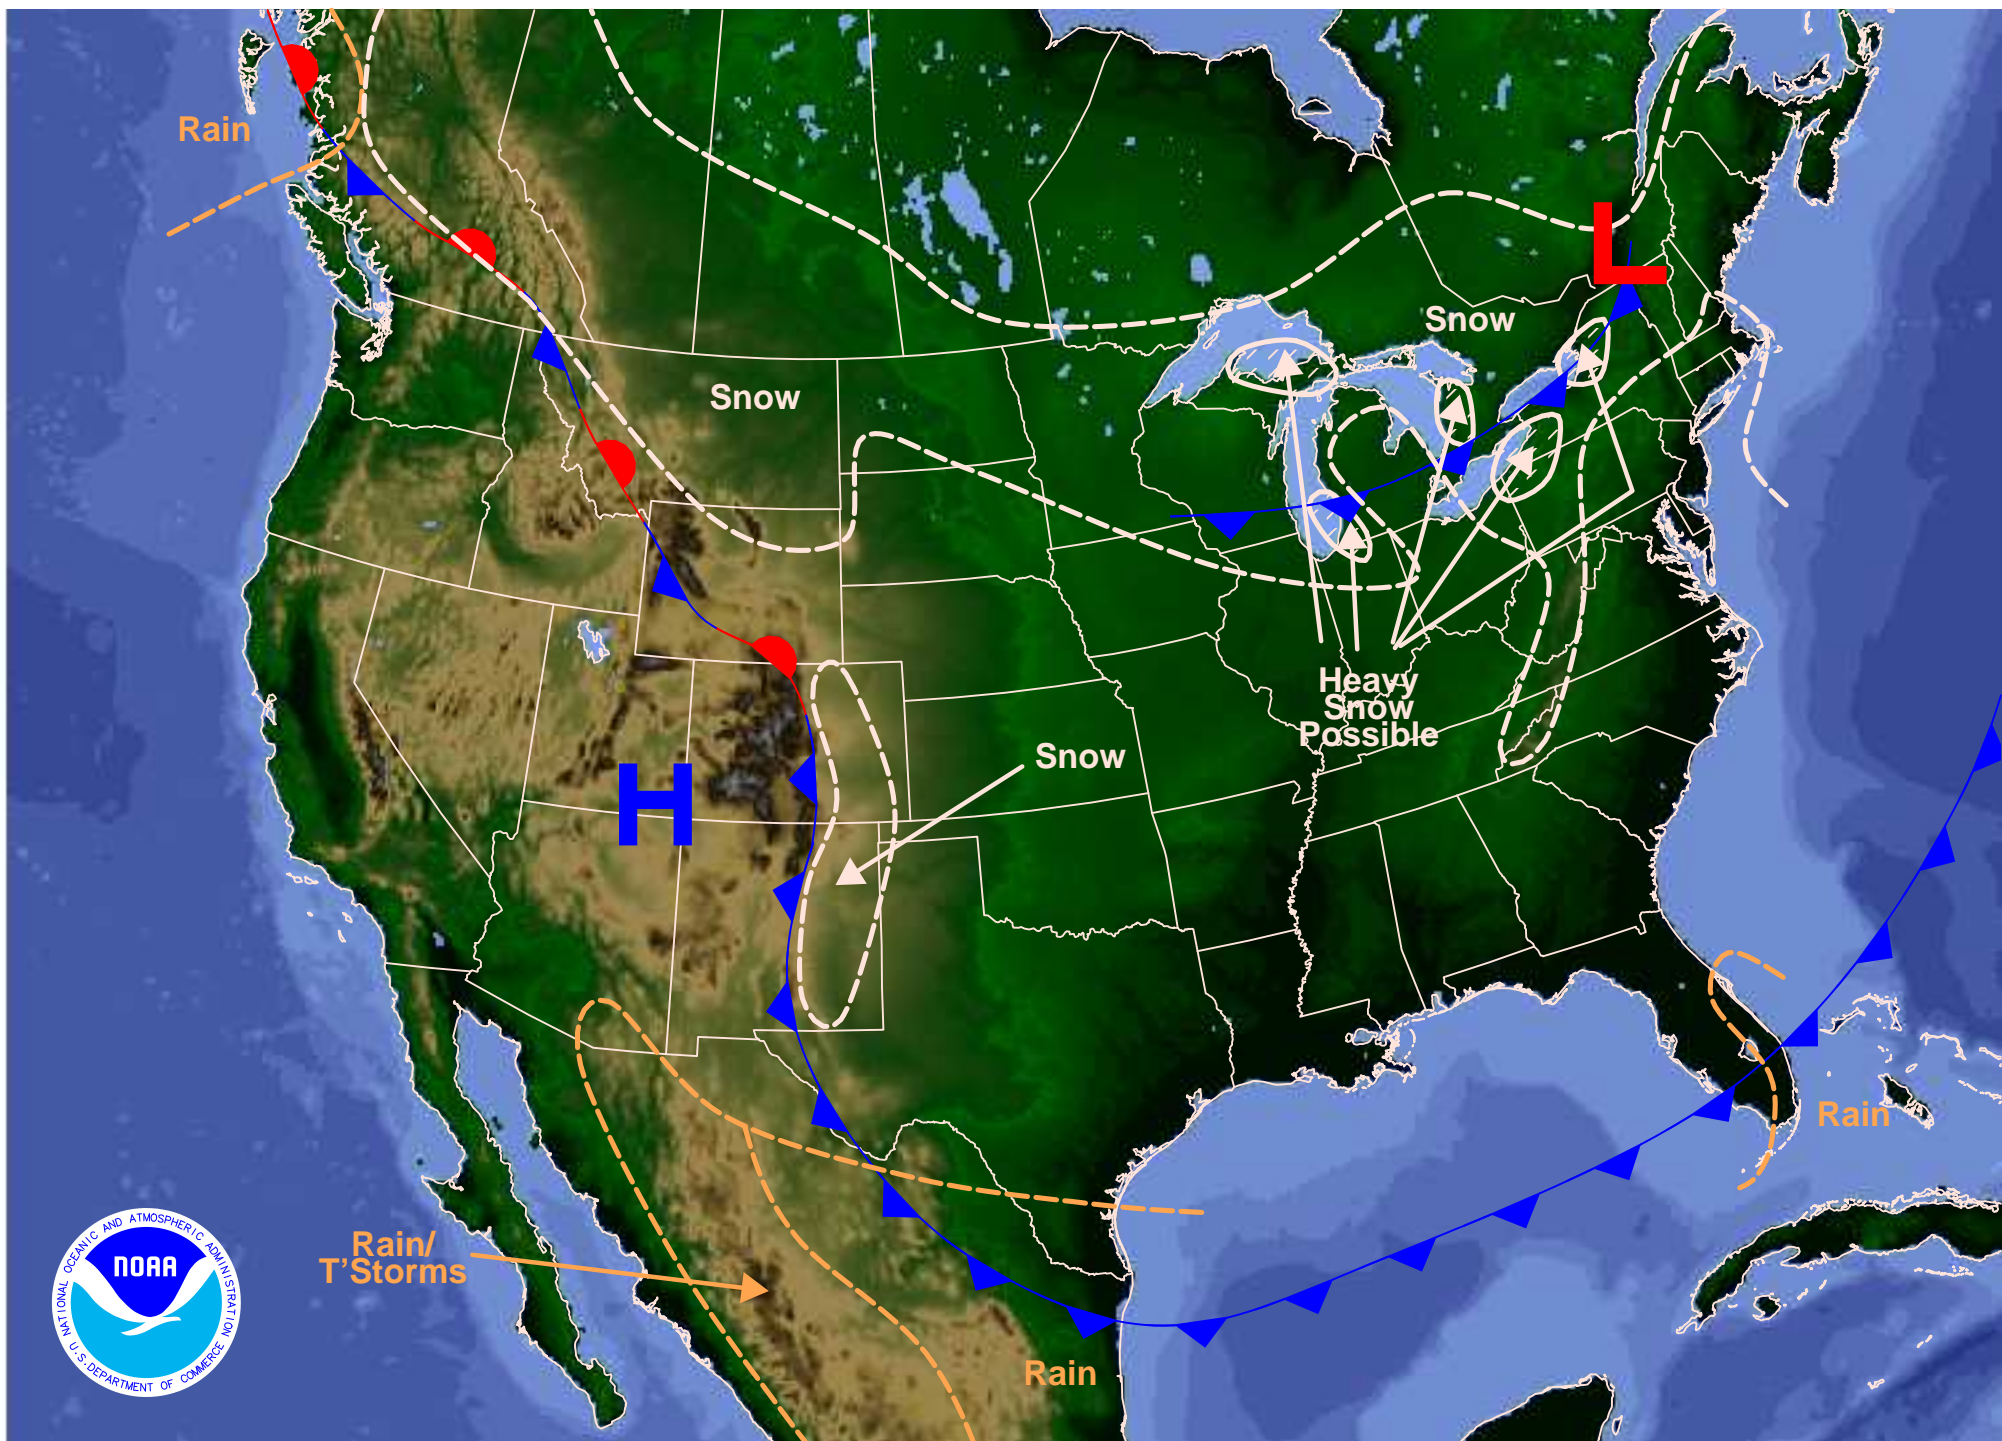 Rain
L
Snow
Snow
Heavy
Snow
Possible
Snow
H
Rain
Rain/
T'Storms
Rain
NOAA
NATIONAL OCEANIC AND ATMOSPHERIC ADMINISTRATION
U.S. DEPARTMENT OF COMMERCE